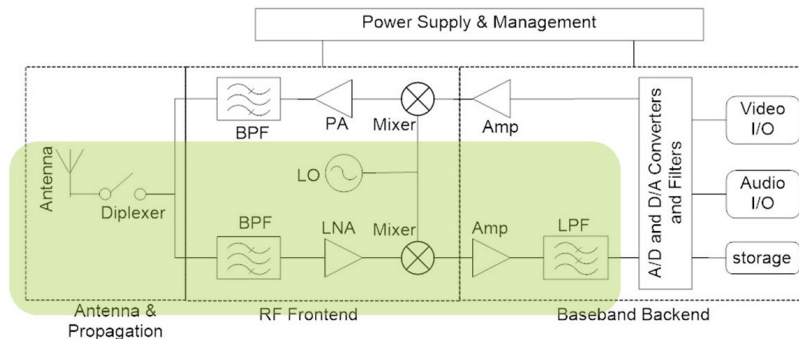 Power Supply & Management
BPF
PA
Mixer
Amp
Video
I/O
Antenna
Diplexer
LO
A/D and D/A Converters
and Filters
Audio
I/O
BPF
LNA
Mixer
Amp
LPF
storage
Antenna &
Propagation
RF Frontend
Baseband Backend